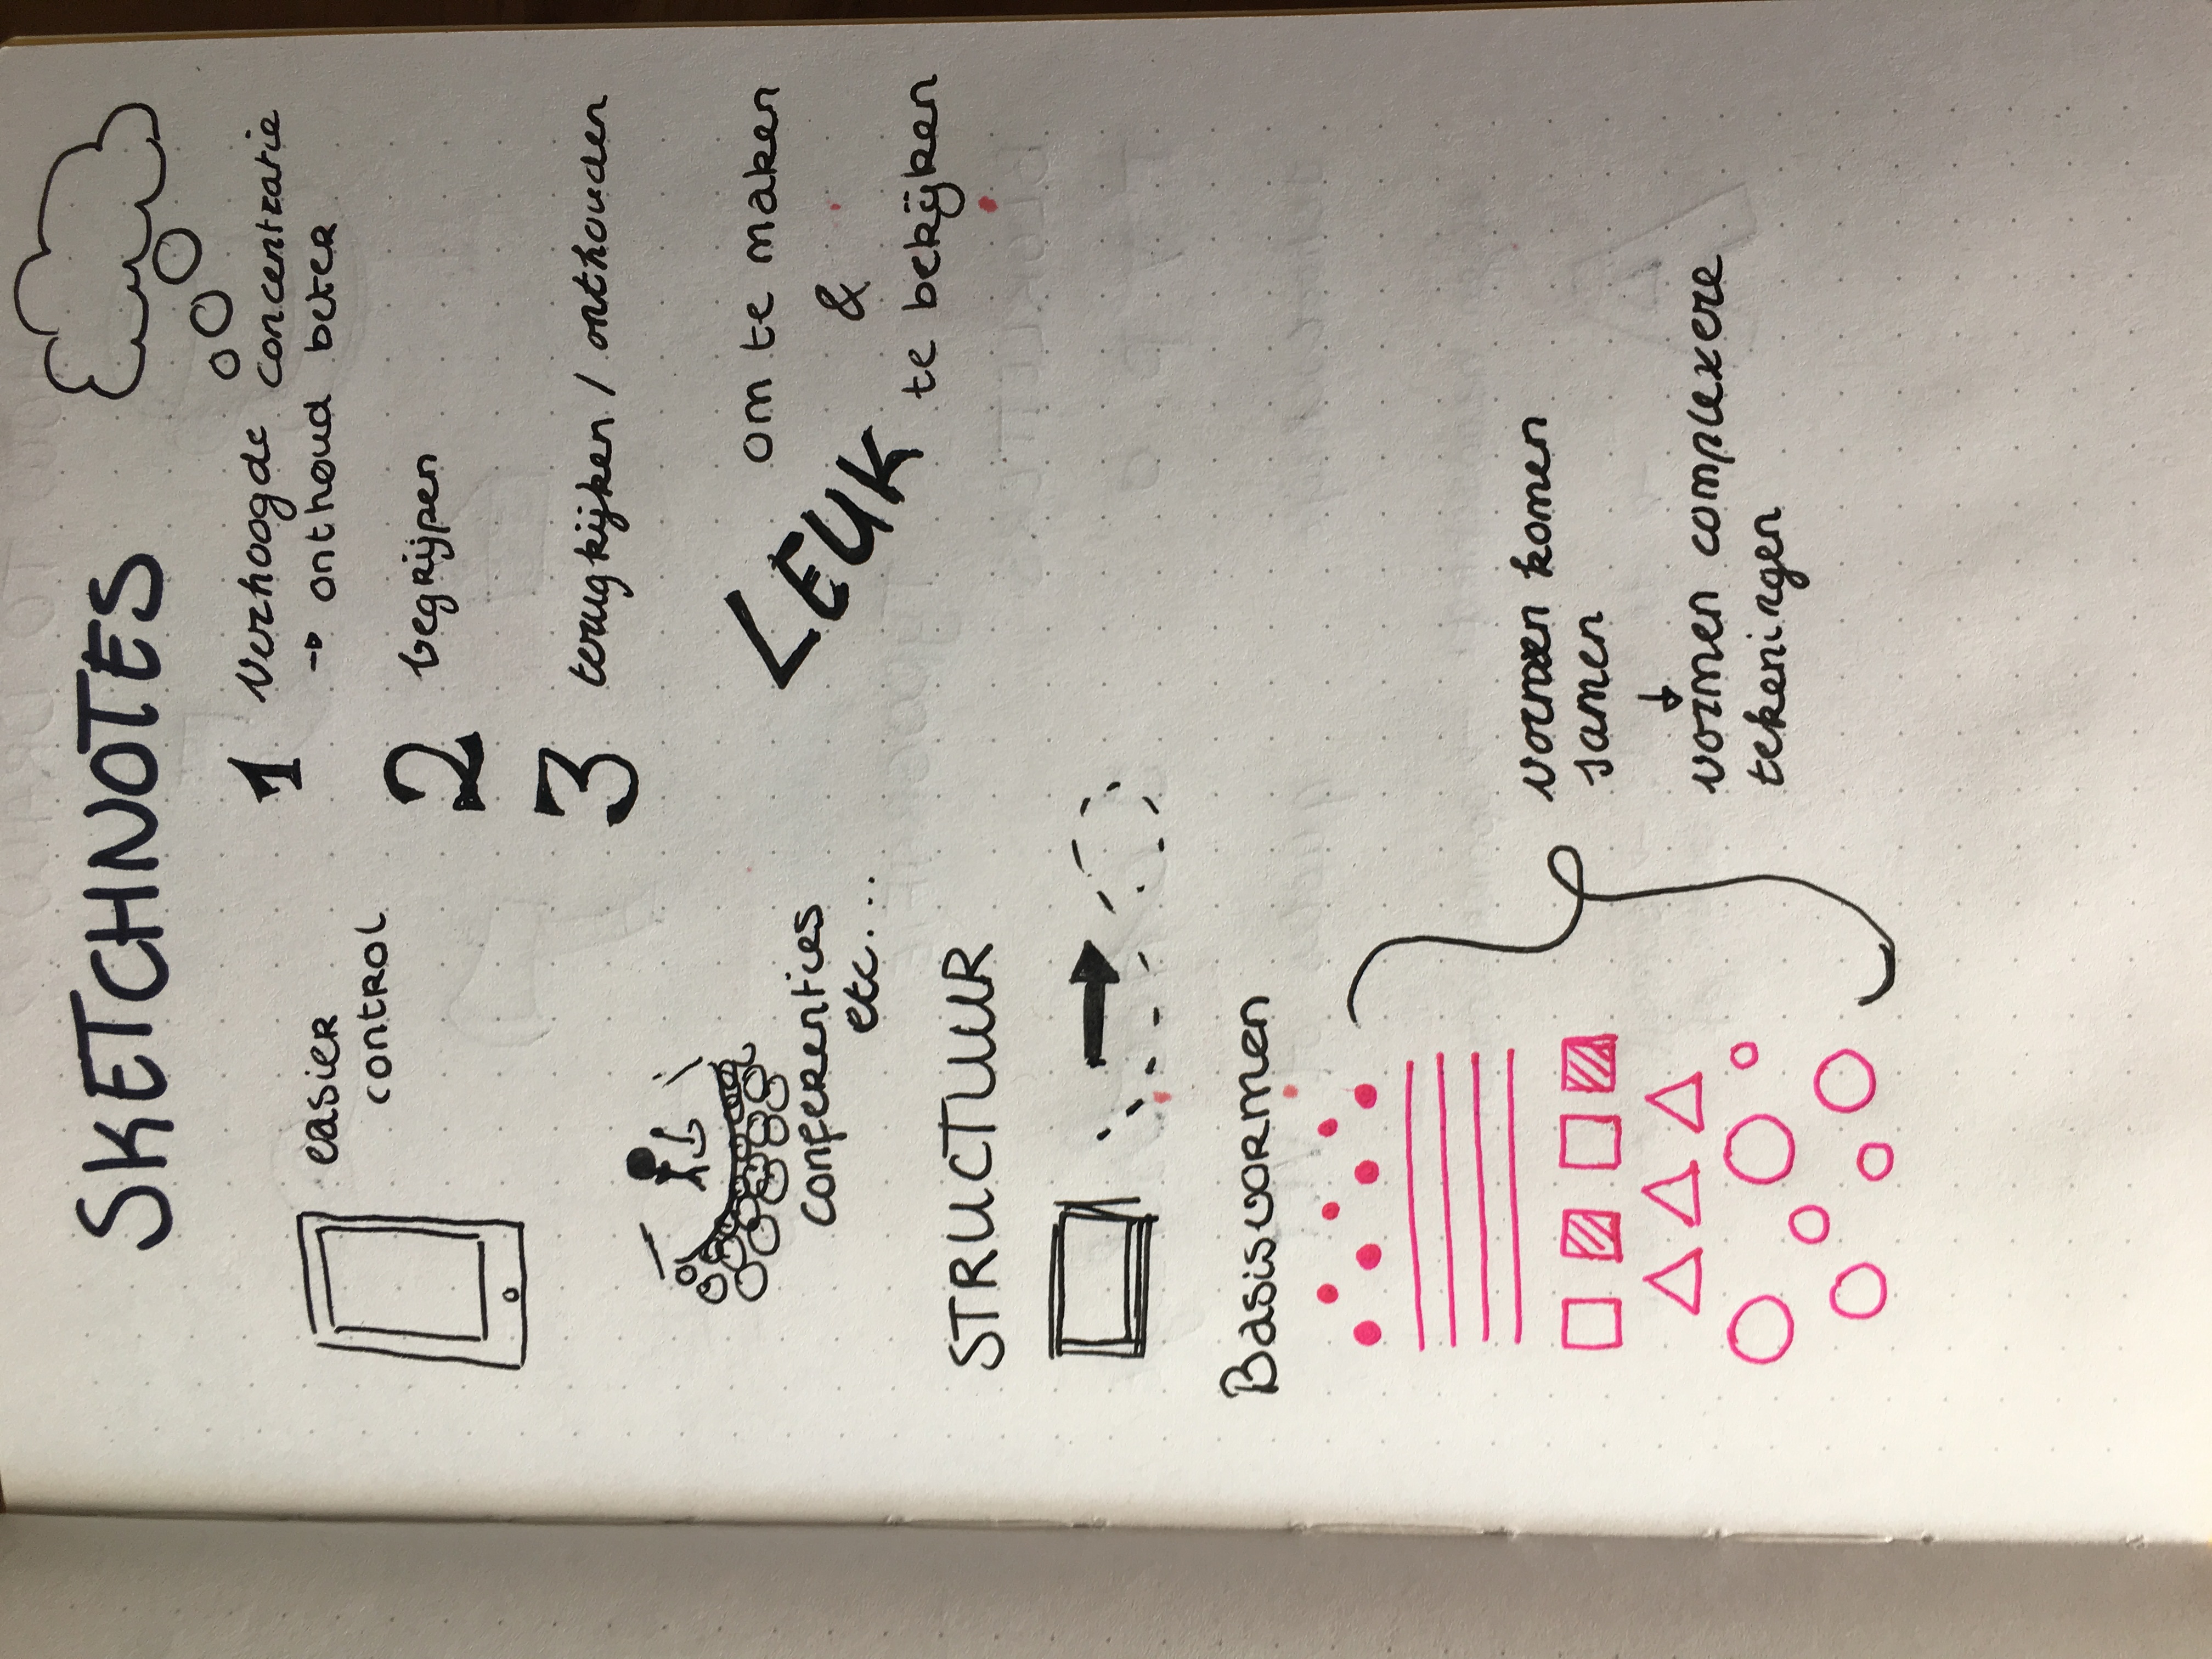 SKETCHNOTES
easier
control
1 Verhoogde concentratie
→ onthoud beter
2 begrijpen
3 terugkijken / onthouden
conferenties
etc...
LEUK
om te maken
&
te bekijken
STRUCTUUR
Basisvormen
vormen komen
samen
↓
vormen complexere
tekeningen